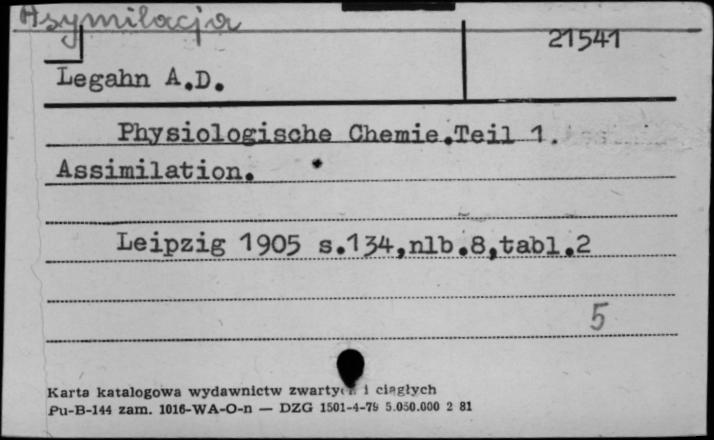 Asymilacja
21541
Legahn A.D.
Physiologische Chemie.Teil 1.
Assimilation.
Leipzig 1905 s.134,nlb.8,tabl.2
5
Karta katalogowa wydawnictw zwartych i ciągłych
Pu-B-144 zam. 1016-WA-O-n — DZG 1501-4-79 5.050.000 2 81